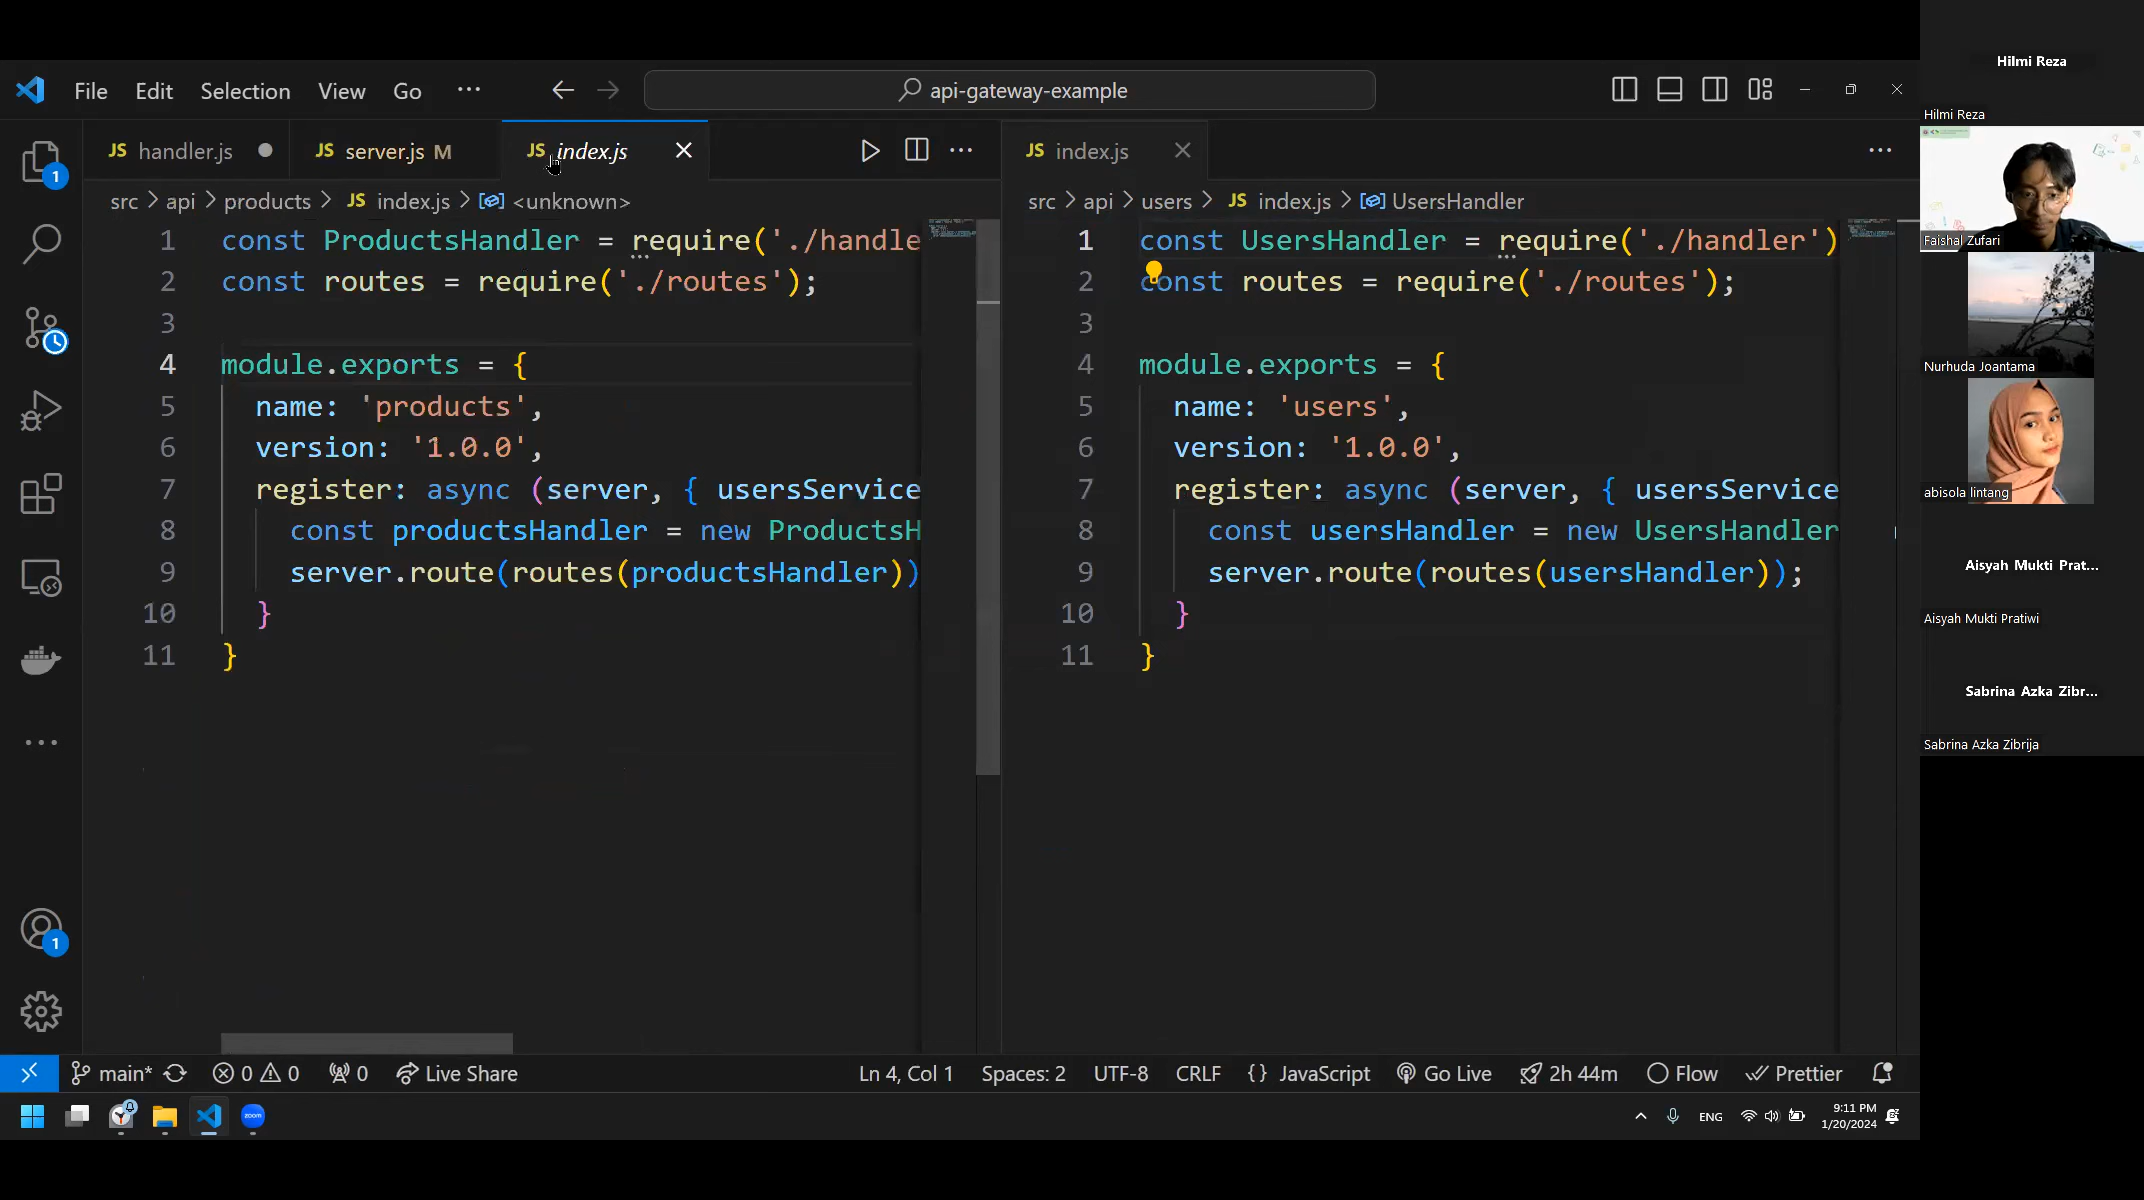 File Edit Selection View Go ··· api-gateway-example
JS handler.js JS server.js M JS index.js
src > api > products > JS index.js > <unknown>
1 const ProductsHandler = require('./handle
2 const routes = require('./routes');
3
4 module.exports = {
5 name: 'products',
6 version: '1.0.0',
7 register: async (server, { usersService
8 const productsHandler = new ProductsH
9 server.route(routes(productsHandler))
10 }
11 }
JS index.js
src > api > users > JS index.js > UsersHandler
1 const UsersHandler = require('./handler')
2 const routes = require('./routes');
3
4 module.exports = {
5 name: 'users',
6 version: '1.0.0',
7 register: async (server, { usersService
8 const usersHandler = new UsersHandler
9 server.route(routes(usersHandler));
10 }
11 }
1
1
main* 0 0 0 Live Share Ln 4, Col 1 Spaces: 2 UTF-8 CRLF {} JavaScript Go Live 2h 44m Flow Prettier
zoom ENG 9:11 PM
1/20/2024
Hilmi Reza
Hilmi Reza
Faishal Zufari
Nurhuda Joantama
abisola lintang
Aisyah Mukti Prat...
Aisyah Mukti Pratiwi
Sabrina Azka Zibr...
Sabrina Azka Zibrija